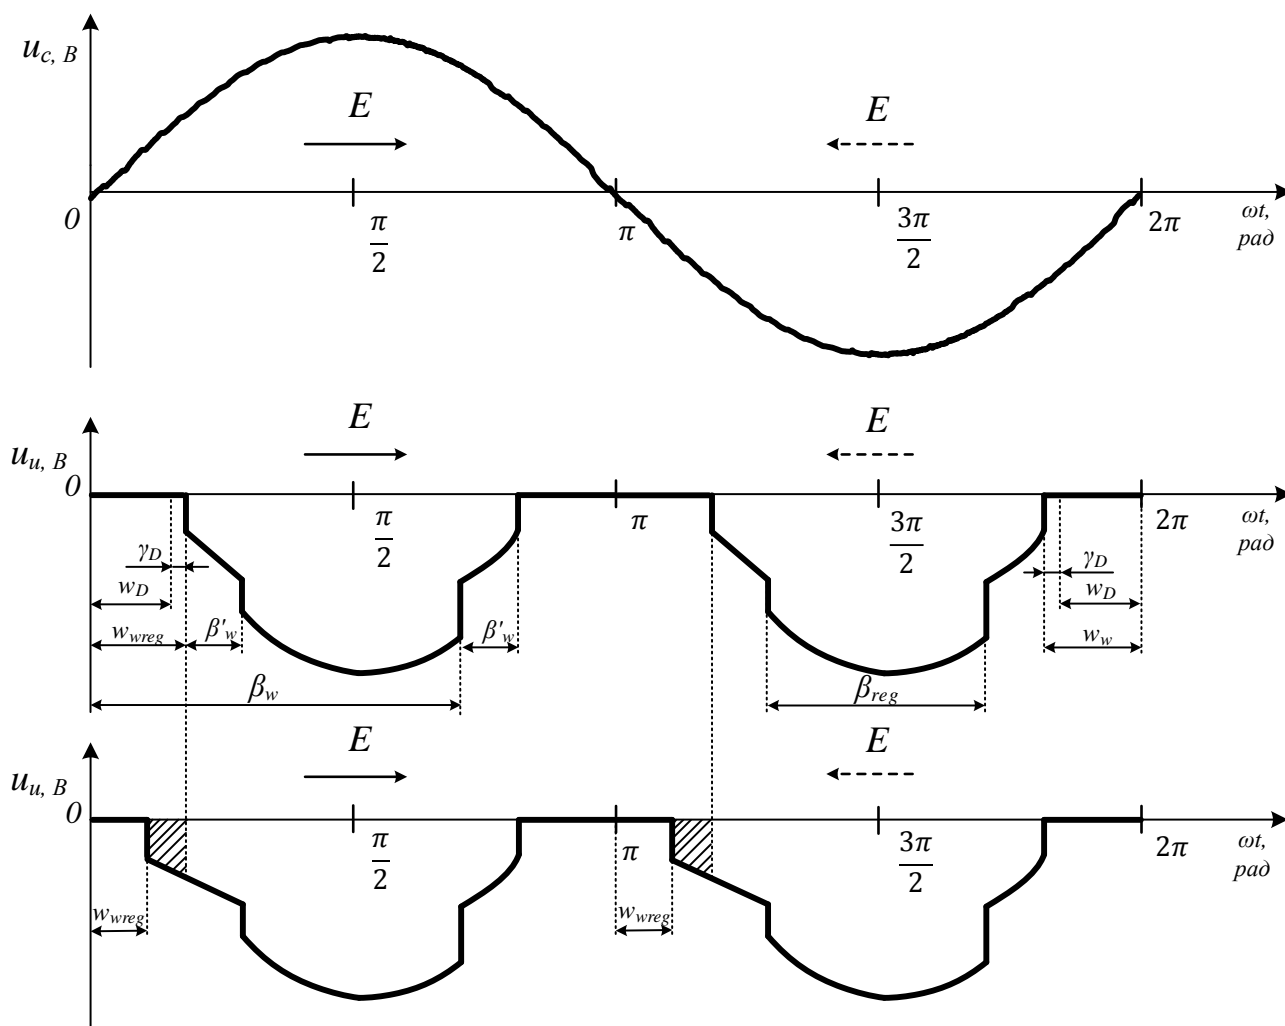 u_c, B
E
E
0
π/2
π
3π/2
2π
ωt,
рад
E
E
u_u, B
0
π/2
π
3π/2
2π
ωt,
рад
γ_D
γ_D
w_D
w_D
w_wreg
β'_w
β'_w
w_w
β_w
β_reg
E
E
u_u, B
0
π/2
π
3π/2
2π
ωt,
рад
w_wreg
w_wreg